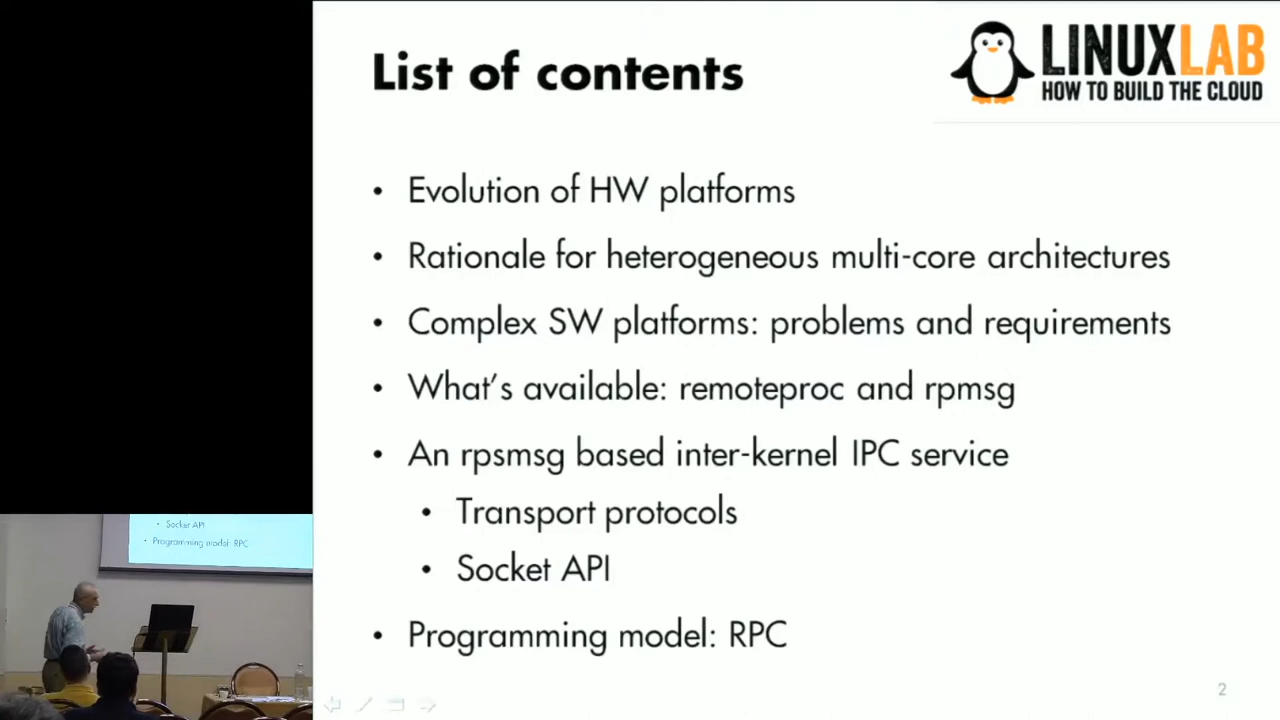 List of contents
LINUXLAB
HOW TO BUILD THE CLOUD
• Evolution of HW platforms
• Rationale for heterogeneous multi-core architectures
• Complex SW platforms: problems and requirements
• What's available: remoteproc and rpmsg
• An rpsmsg based inter-kernel IPC service
• Transport protocols
• Socket API
• Programming model: RPC
2
• Socket API
• Programming model: RPC